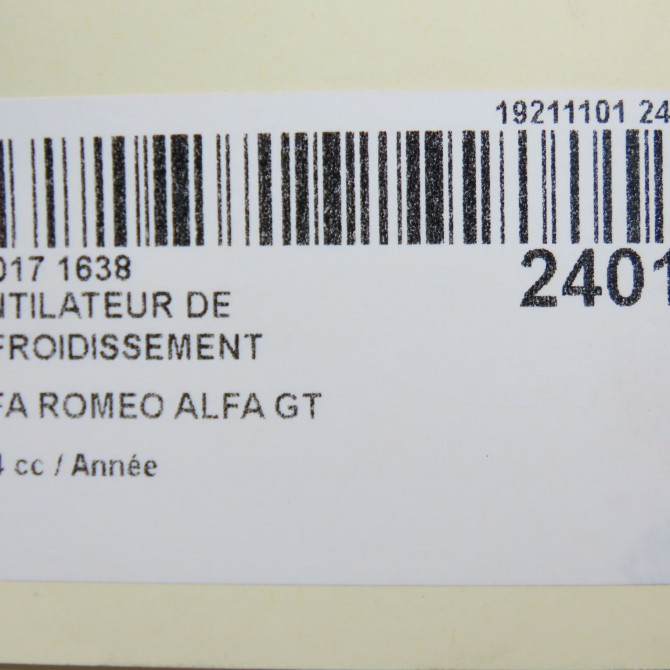 19211101 24
017 1638
2401
NTILATEUR DE
FROIDISSEMENT
FA ROMEO ALFA GT
4 cc / Année